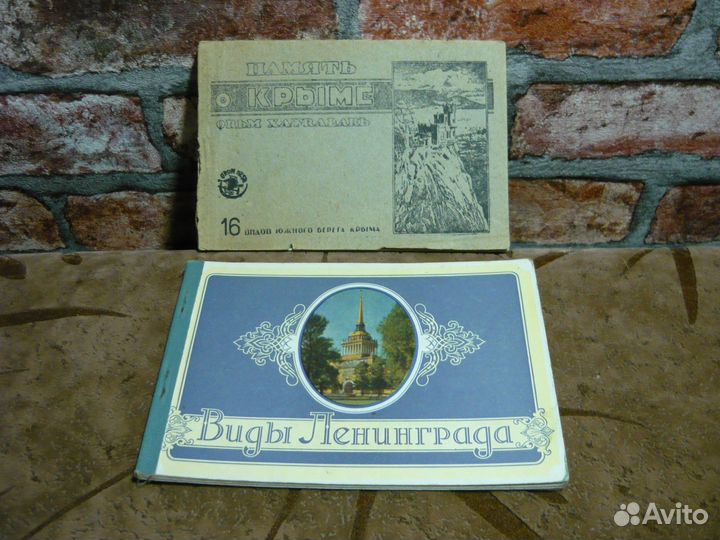 ПАМЯТЬ
О КРЫМЕ
16 ВИДОВ ЮЖНОГО БЕРЕГА КРЫМА
Виды Ленинграда
Avito